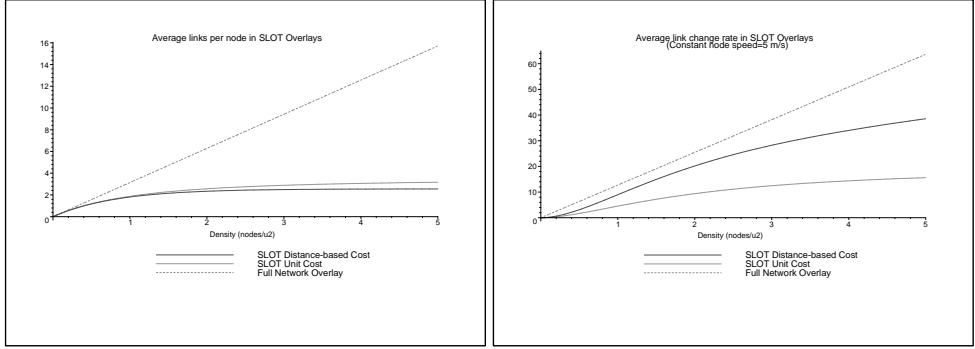 Average links per node in SLOT Overlays
16
14
12
10
8
6
4
2
0
1
2
3
4
5
Density (nodes/u2)
SLOT Distance-based Cost
SLOT Unit Cost
Full Network Overlay
Average link change rate in SLOT Overlays
(Constant node speed=5 m/s)
60
50
40
30
20
10
0
0
1
2
3
4
5
Density (nodes/u2)
SLOT Distance-based Cost
SLOT Unit Cost
Full Network Overlay